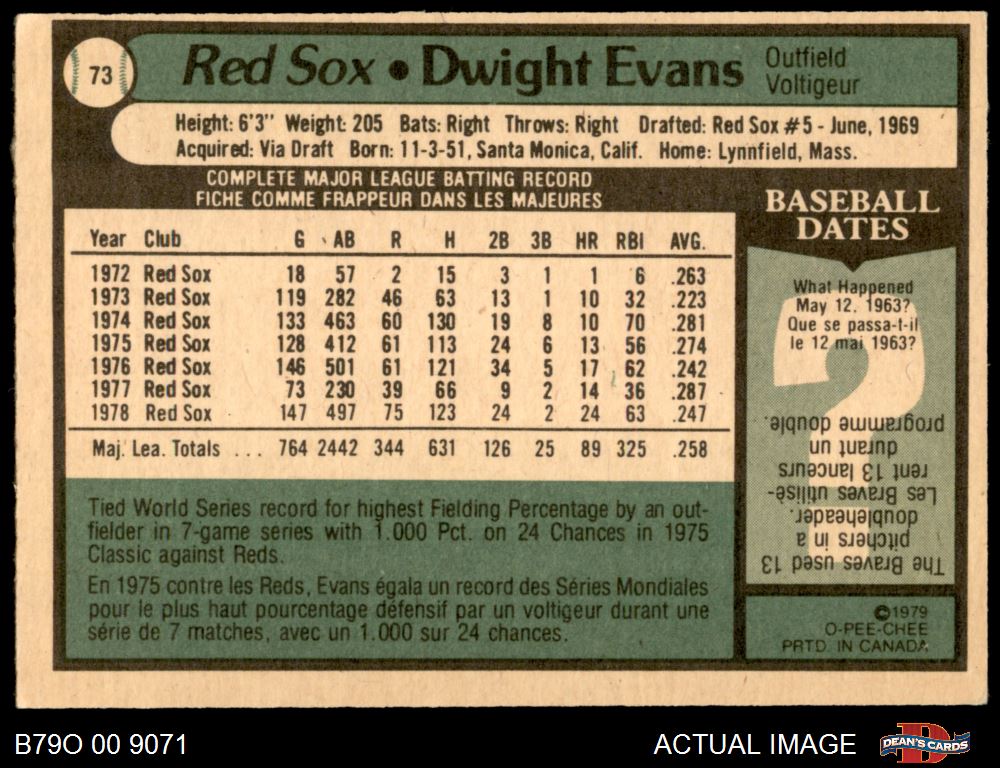 73
Red Sox • Dwight Evans
Outfield
Voltigeur
Height: 6'3" Weight: 205 Bats: Right Throws: Right Drafted: Red Sox #5 - June, 1969
Acquired: Via Draft Born: 11-3-51, Santa Monica, Calif. Home: Lynnfield, Mass.
COMPLETE MAJOR LEAGUE BATTING RECORD
FICHE COMME FRAPPEUR DANS LES MAJEURES
Year Club G AB R H 2B 3B HR RBI AVG.
1972 Red Sox 18 57 2 15 3 1 1 6 .263
1973 Red Sox 119 282 46 63 13 1 10 32 .223
1974 Red Sox 133 463 60 130 19 8 10 70 .281
1975 Red Sox 128 412 61 113 24 6 13 56 .274
1976 Red Sox 146 501 61 121 34 5 17 62 .242
1977 Red Sox 73 230 39 66 9 2 14 36 .287
1978 Red Sox 147 497 75 123 24 2 24 63 .247
Maj. Lea. Totals ... 764 2442 344 631 126 25 89 325 .258
Tied World Series record for highest Fielding Percentage by an out-
fielder in 7-game series with 1.000 Pct. on 24 Chances in 1975
Classic against Reds.
En 1975 contre les Reds, Evans égala un record des Séries Mondiales
pour le plus haut pourcentage défensif par un voltigeur durant une
série de 7 matches, avec un 1.000 sur 24 chances.
BASEBALL
DATES
What Happened
May 12, 1963?
Que se passa-t-il
le 12 mai 1963?
The Braves used 13
pitchers in a
doubleheader.
Les Braves utilisè-
rent 13 lanceurs
durant un
programme double.
©1979
O-PEE-CHEE
PRTD. IN CANADA
B79O 00 9071
ACTUAL IMAGE
DEAN'S CARDS